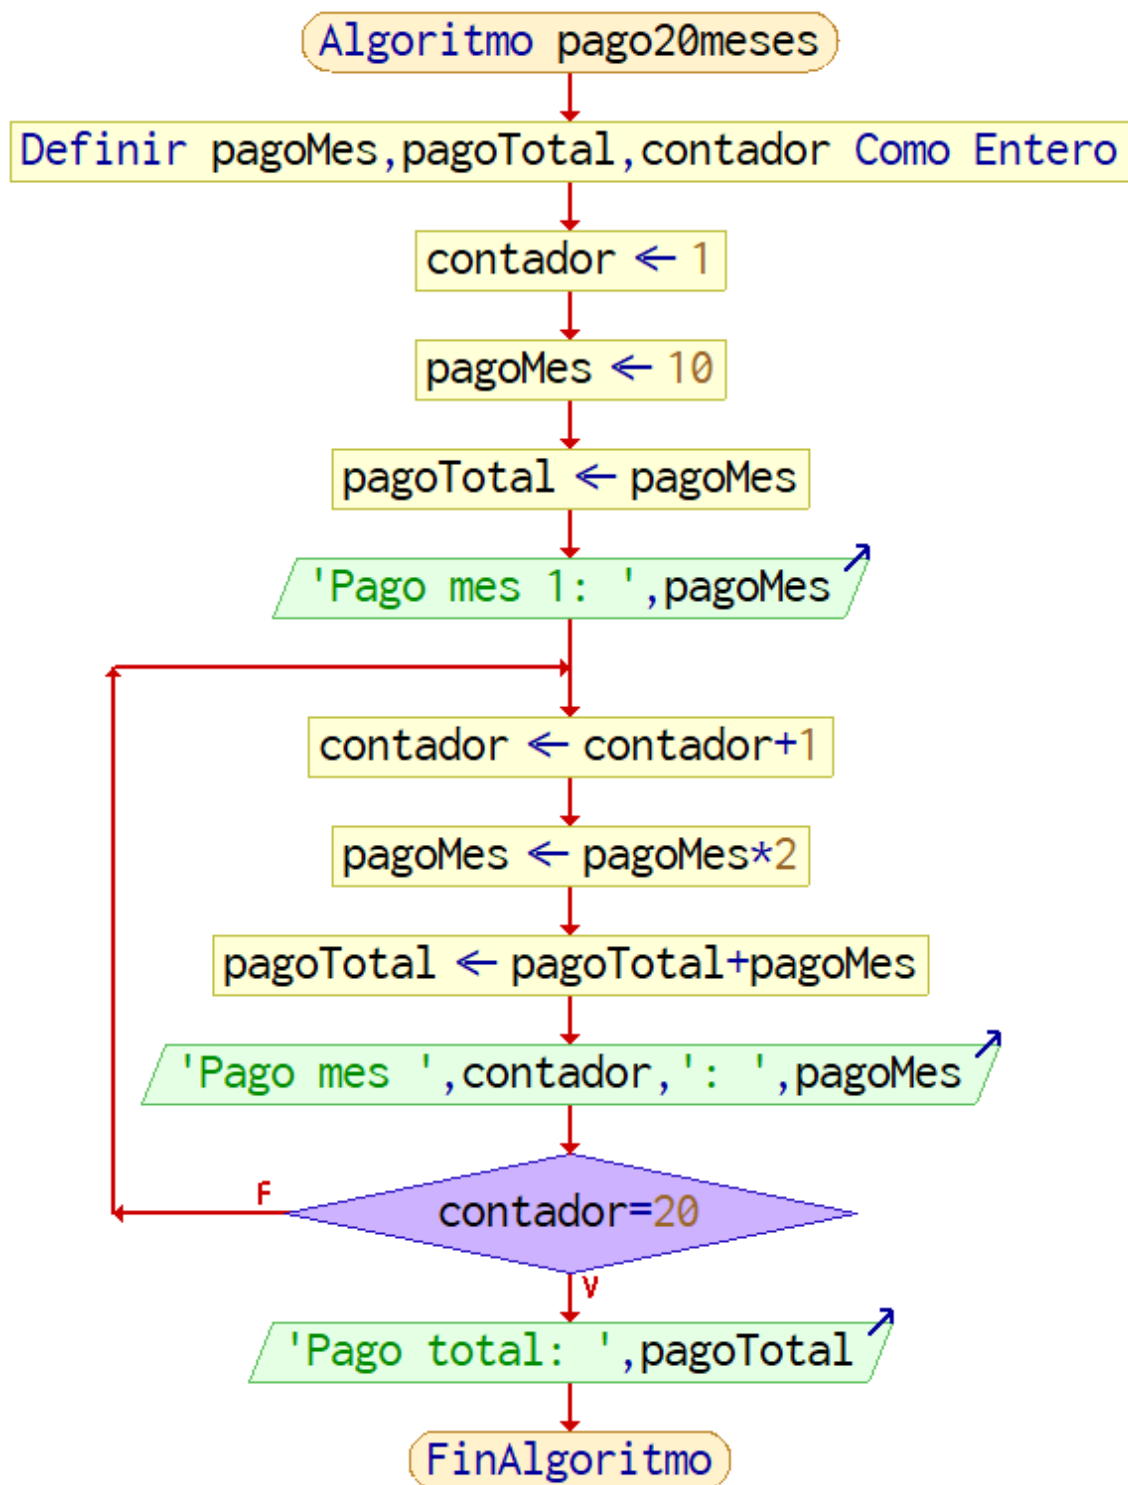 Algoritmo pago20meses
Definir pagoMes,pagoTotal,contador Como Entero
contador ← 1
pagoMes ← 10
pagoTotal ← pagoMes
'Pago mes 1: ',pagoMes
contador ← contador+1
pagoMes ← pagoMes*2
pagoTotal ← pagoTotal+pagoMes
'Pago mes ',contador,': ',pagoMes
F
contador=20
V
'Pago total: ',pagoTotal
FinAlgoritmo